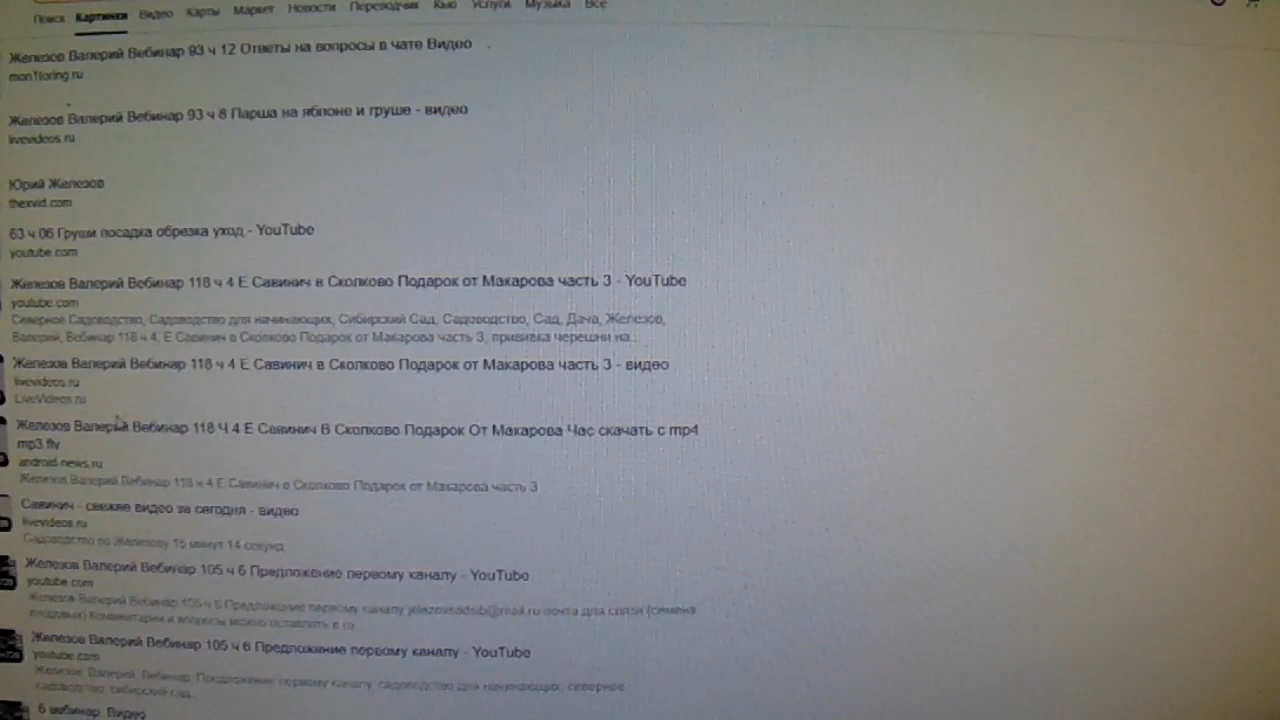 Поиск Картинки Видео Карты Маркет Новости Переводчик Кью Услуги Музыка Все
Железов Валерий Вебинар 93 ч 12 Ответы на вопросы в чате Видео
mon1toring.ru
Железов Валерий Вебинар 93 ч 8 Парша на яблоне и груше - видео
livevideos.ru
Юрий Железов
thexvid.com
63 ч 06 Груши посадка обрезка уход - YouTube
youtube.com
Железов Валерий Вебинар 118 ч 4 Е Савинич в Сколково Подарок от Макарова часть 3 - YouTube
youtube.com
Северное Садоводство, Садоводство для начинающих, Сибирский Сад, Садоводство, Сад, Дача, Железов,
Валерий, Вебинар 118 ч 4, Е Савинич в Сколково Подарок от Макарова часть 3, прививка черешни на...
Железов Валерий Вебинар 118 ч 4 Е Савинич в Сколково Подарок от Макарова часть 3 - видео
livevideos.ru
LiveVideos.ru
Железов Валерий Вебинар 118 Ч 4 Е Савинич В Сколково Подарок От Макарова Час скачать с mp4
mp3 flv
android-news.ru
Железов Валерий Вебинар 118 ч 4 Е Савинич в Сколково Подарок от Макарова часть 3
Савинич - свежие видео за сегодня - видео
livevideos.ru
Садоводство по Железову 15 минут 14 секунд
Железов Валерий Вебинар 105 ч 6 Предложение первому каналу - YouTube
youtube.com
Железов Валерий Вебинар 105 ч 6 Предложение первому каналу jelezovsadsib@mail.ru почта для связи (семена
плодовых) Комментарии и вопросы можно оставлять в
Железов Валерий Вебинар 105 ч 6 Предложение первому каналу - YouTube
youtube.com
Железов, Валерий, Вебинар, Предложение первому каналу, садоводство для начинающих, северное
садоводство, сибирский сад...
6 вебинар. Видео